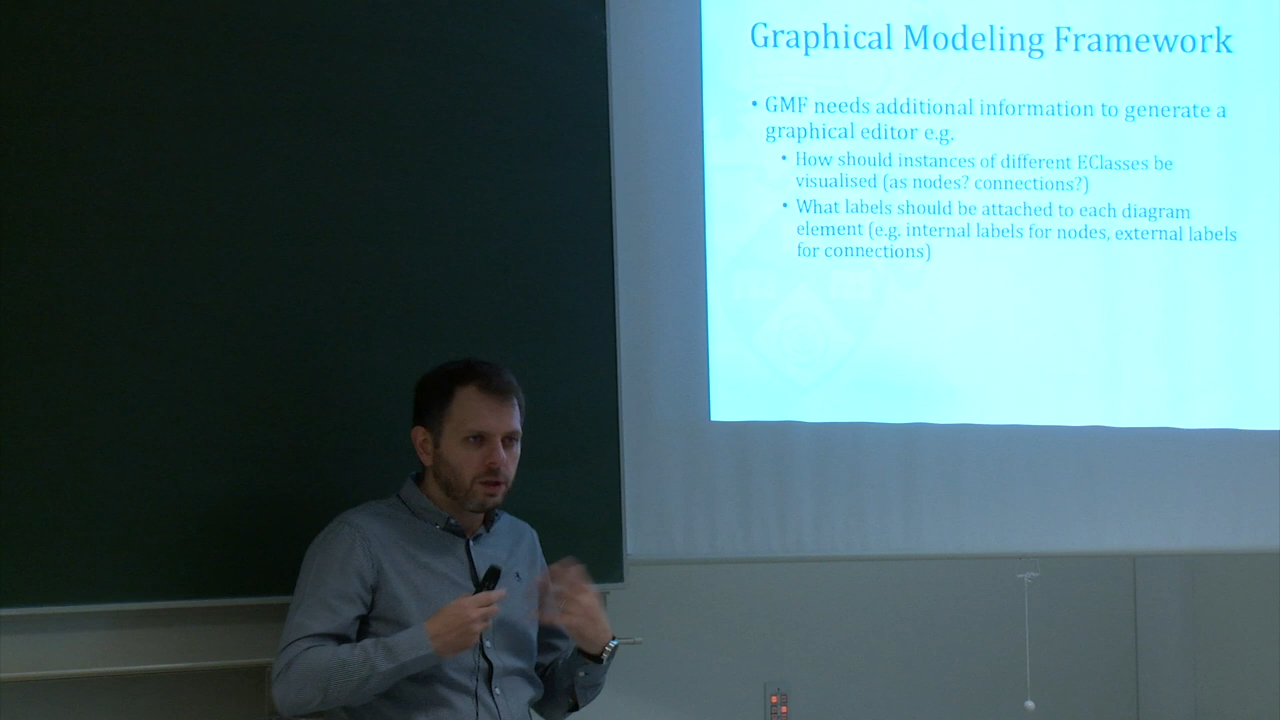 Graphical Modeling Framework
• GMF needs additional information to generate a
graphical editor e.g.
• How should instances of different EClasses be
visualised (as nodes? connections?)
• What labels should be attached to each diagram
element (e.g. internal labels for nodes, external labels
for connections)